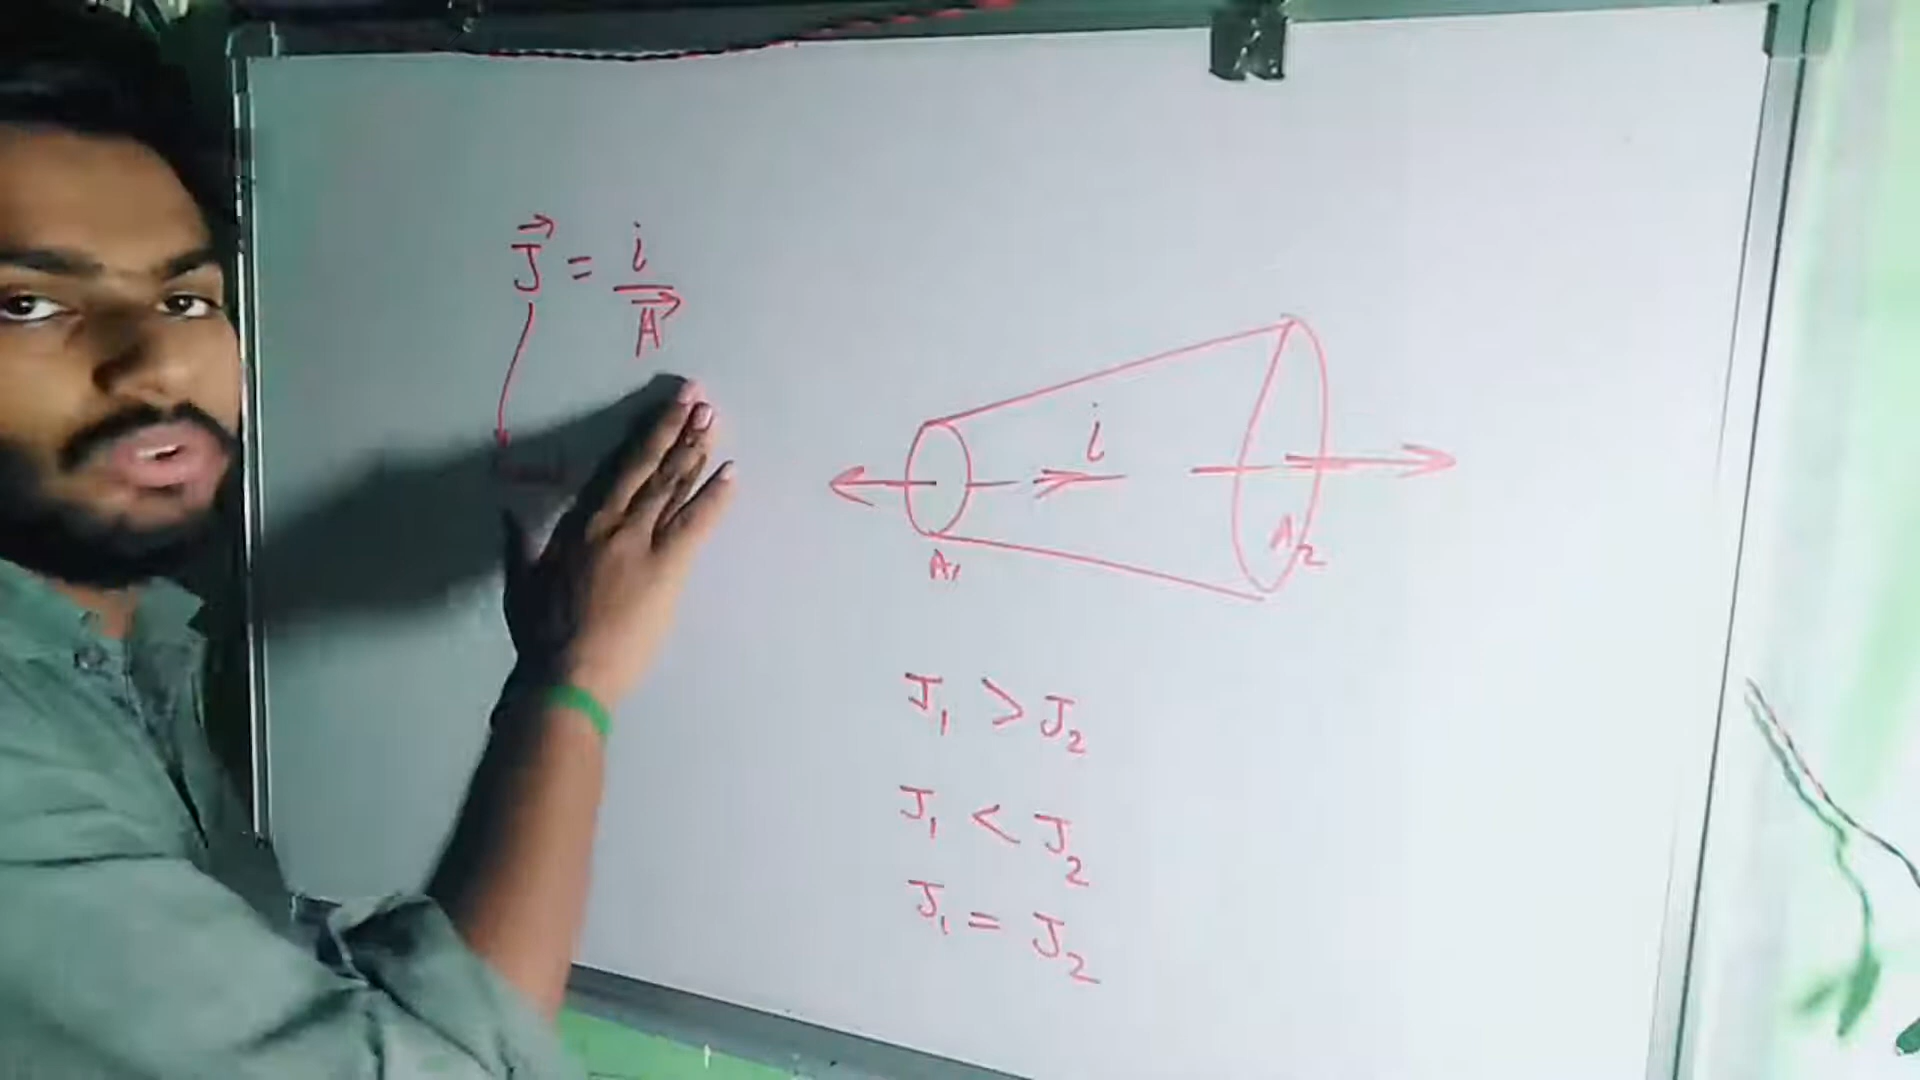 J⃗ = i / A⃗
i
A₁
A₂
J₁ > J₂
J₁ < J₂
J₁ = J₂